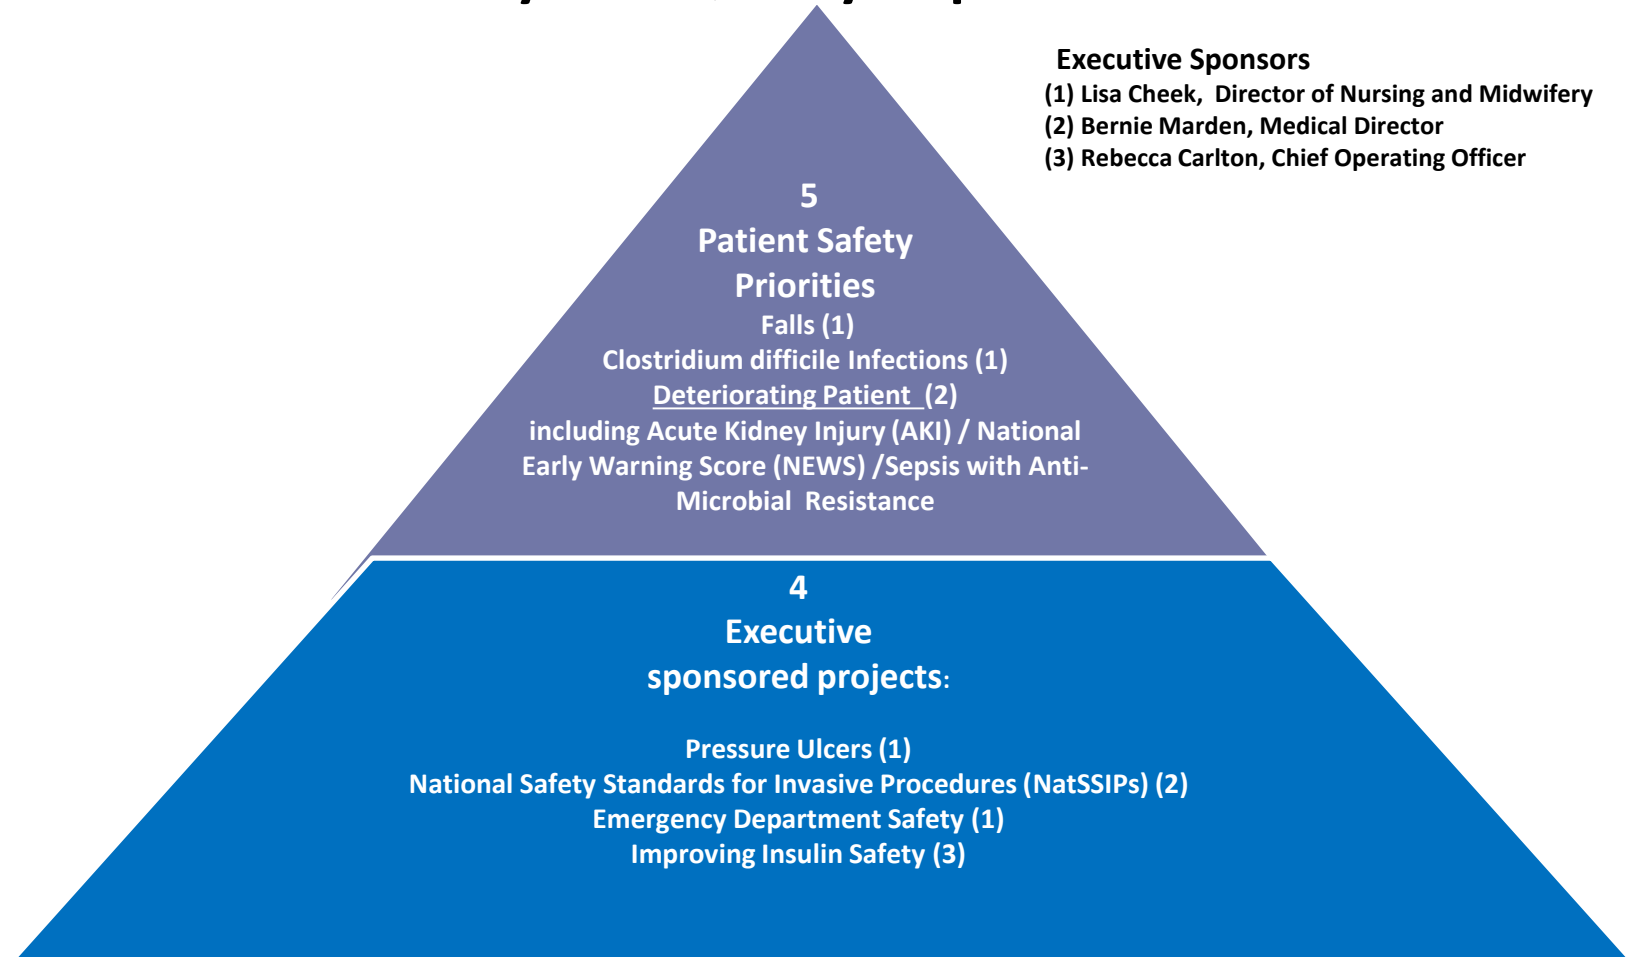 Executive Sponsors
(1) Lisa Cheek,  Director of Nursing and Midwifery
(2) Bernie Marden, Medical Director
(3) Rebecca Carlton, Chief Operating Officer
5
Patient Safety
Priorities
Falls (1)
Clostridium difficile Infections (1)
Deteriorating Patient  (2)
including Acute Kidney Injury (AKI) / National
Early Warning Score (NEWS) /Sepsis with Anti-
Microbial  Resistance
4
Executive
sponsored projects:
Pressure Ulcers (1)
National Safety Standards for Invasive Procedures (NatSSIPs) (2)
Emergency Department Safety (1)
Improving Insulin Safety (3)